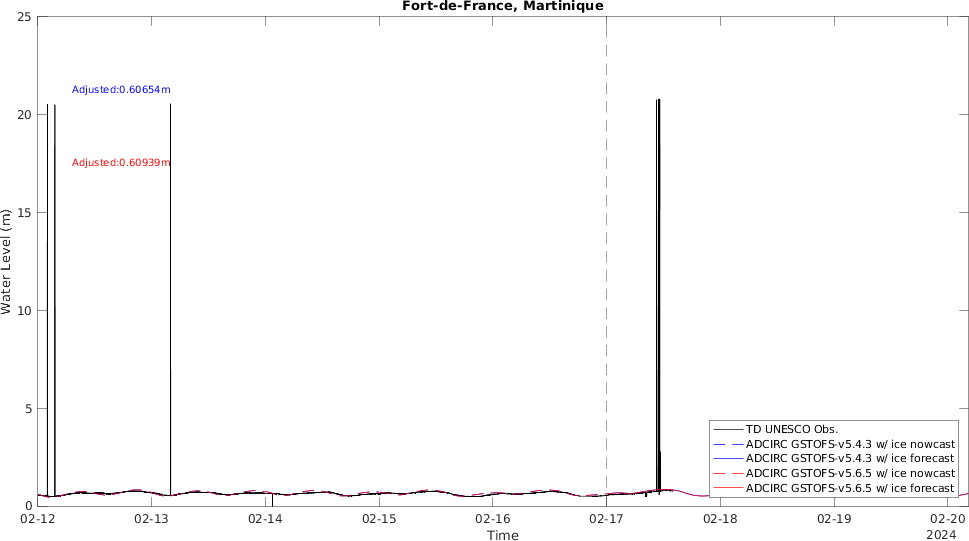 Fort-de-France, Martinique
25
20
15
10
5
0
Water Level (m)
Adjusted:0.60654m
Adjusted:0.60939m
TD UNESCO Obs.
ADCIRC GSTOFS-v5.4.3 w/ ice nowcast
ADCIRC GSTOFS-v5.4.3 w/ ice forecast
ADCIRC GSTOFS-v5.6.5 w/ ice nowcast
ADCIRC GSTOFS-v5.6.5 w/ ice forecast
02-12 02-13 02-14 02-15 02-16 02-17 02-18 02-19 02-20
2024
Time